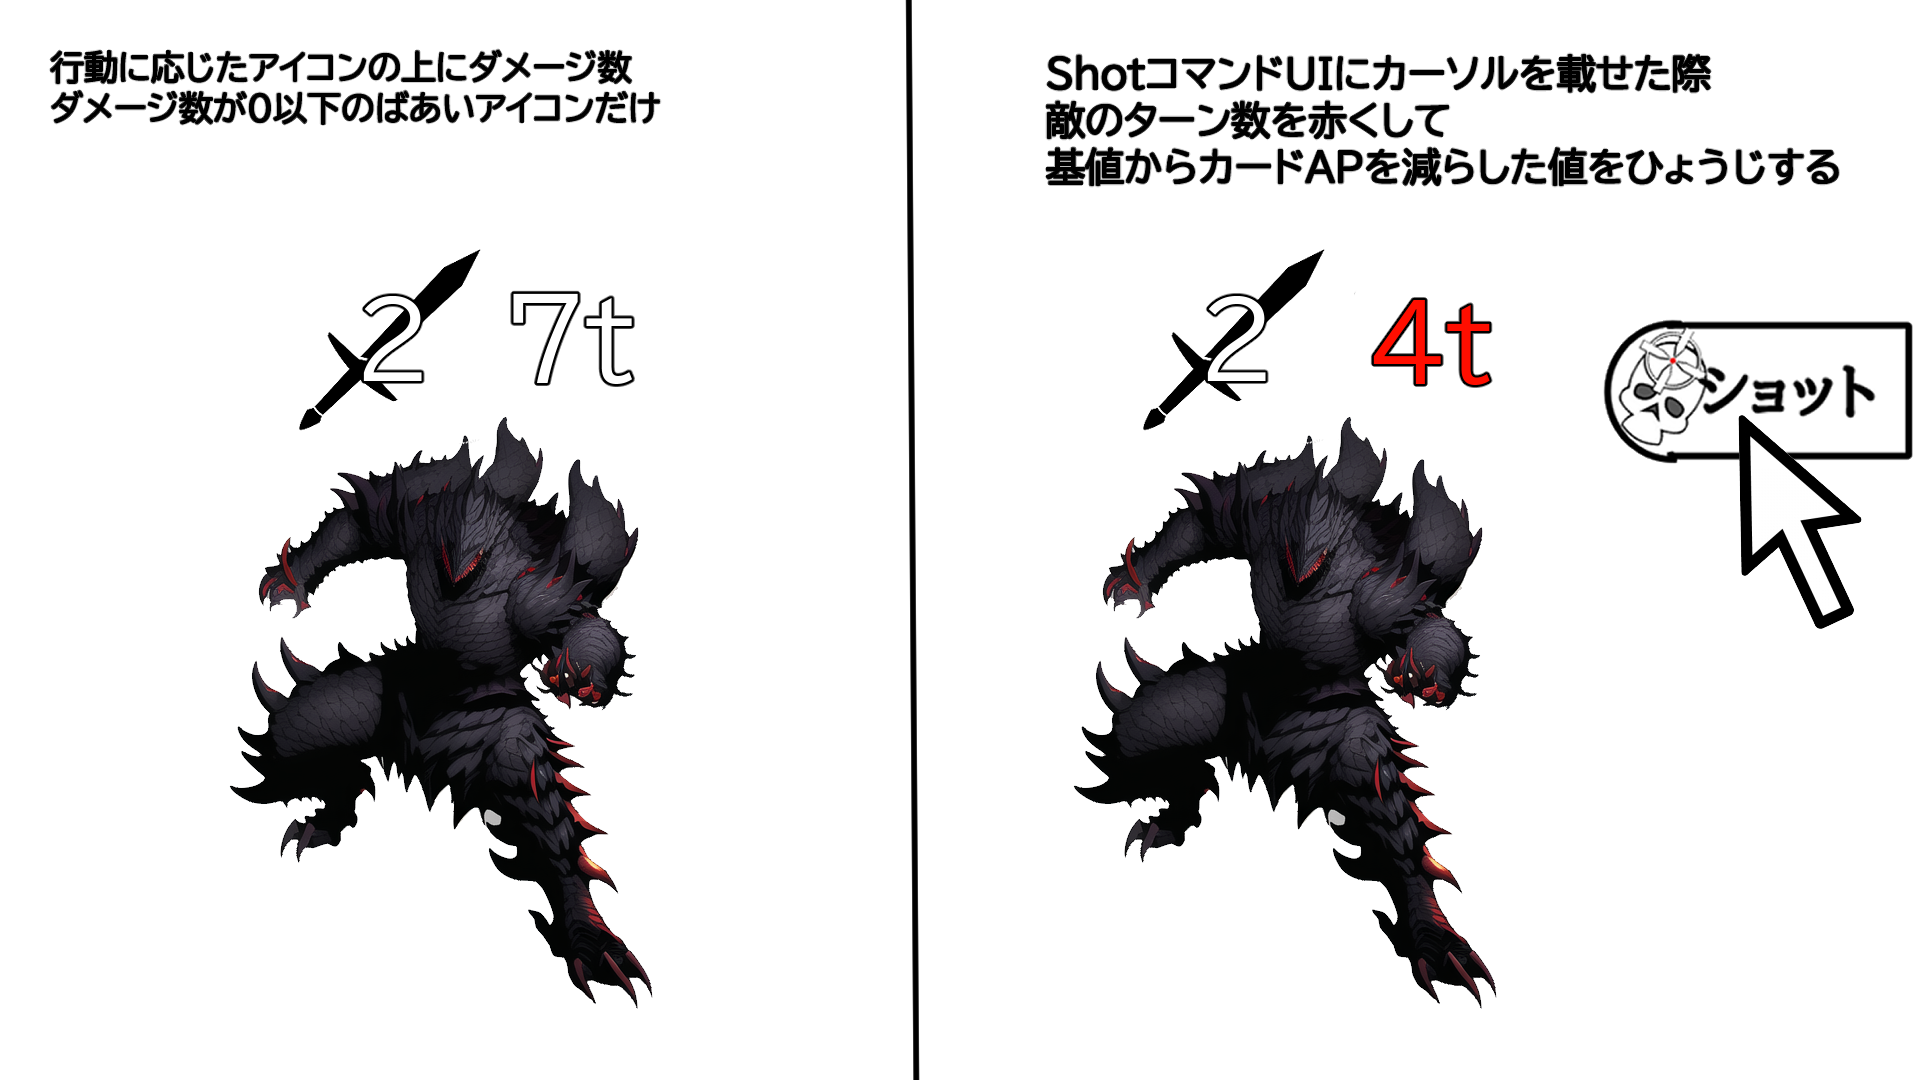 行動に応じたアイコンの上にダメージ数
ダメージ数が0以下のばあいアイコンだけ
2 7t
ShotコマンドUIにカーソルを載せた際
敵のターン数を赤くして
基値からカードAPを減らした値をひょうじする
2 4t
ショット